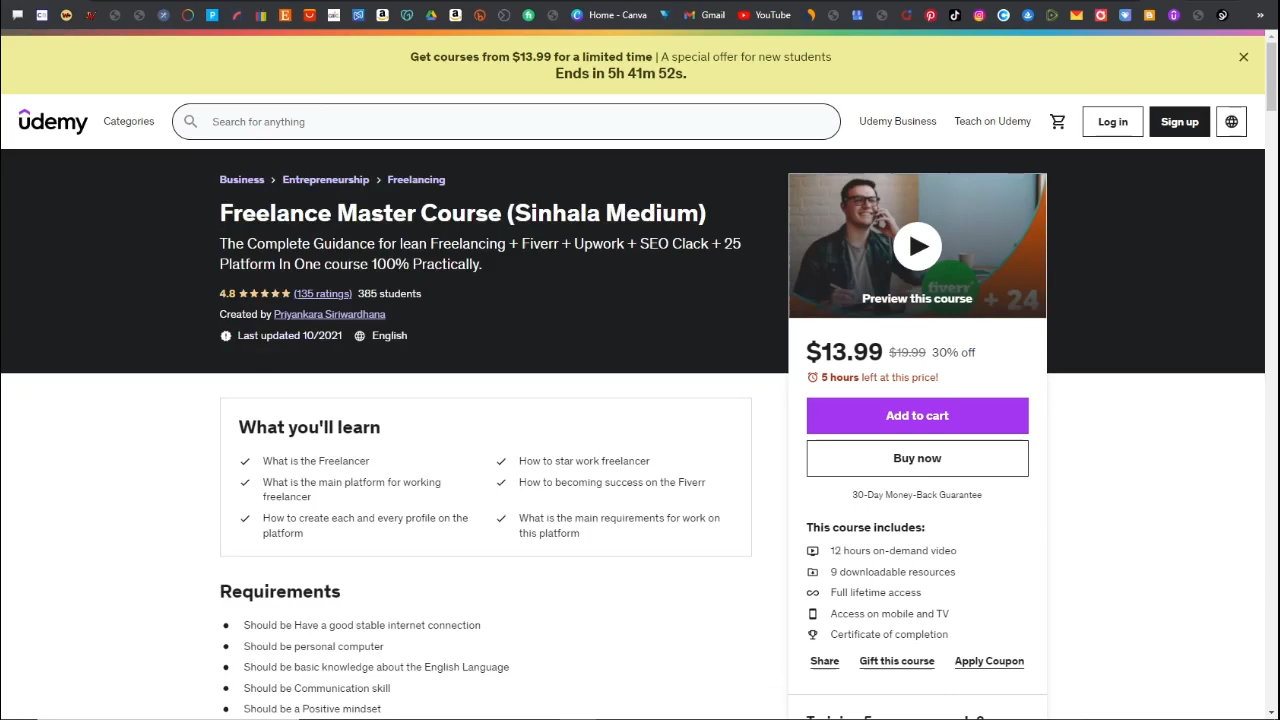 Home - Canva
Gmail
YouTube
»
Get courses from $13.99 for a limited time | A special offer for new students
Ends in 5h 41m 52s.
udemy
Categories
Search for anything
Udemy Business
Teach on Udemy
Log in
Sign up
Business > Entrepreneurship > Freelancing
Freelance Master Course (Sinhala Medium)
The Complete Guidance for lean Freelancing + Fiverr + Upwork + SEO Clack + 25
Platform In One course 100% Practically.
4.8 (135 ratings) 385 students
Created by Priyankara Siriwardhana
Last updated 10/2021 English
fiverr
+ 24
Preview this course
$13.99 $19.99 30% off
5 hours left at this price!
Add to cart
Buy now
30-Day Money-Back Guarantee
This course includes:
12 hours on-demand video
9 downloadable resources
Full lifetime access
Access on mobile and TV
Certificate of completion
Share Gift this course Apply Coupon
What you'll learn
What is the Freelancer
How to star work freelancer
What is the main platform for working
freelancer
How to becoming success on the Fiverr
How to create each and every profile on the
platform
What is the main requirements for work on
this platform
Requirements
Should be Have a good stable internet connection
Should be personal computer
Should be basic knowledge about the English Language
Should be Communication skill
Should be a Positive mindset